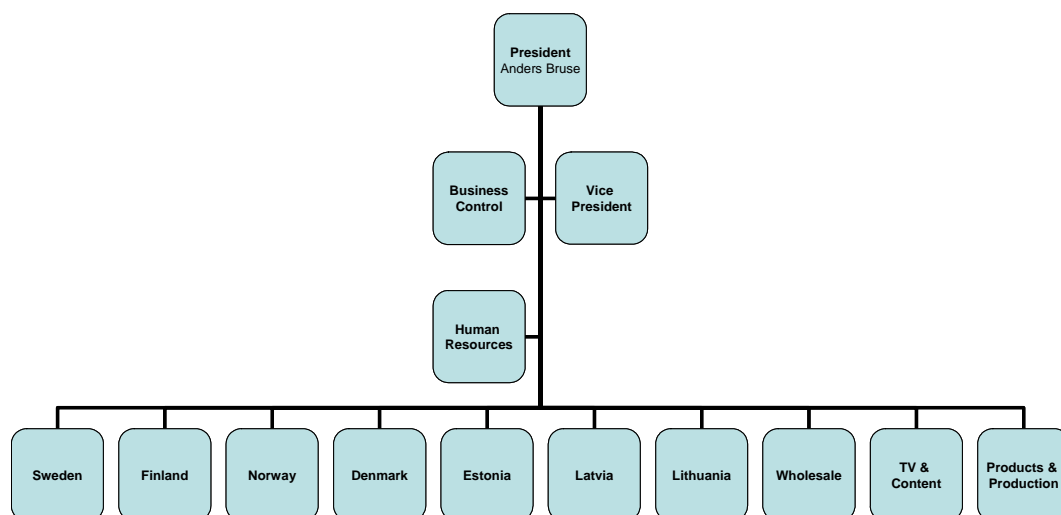 President
Anders Bruse
Business
Control
Vice
President
Human
Resources
Sweden
Finland
Norway
Denmark
Estonia
Latvia
Lithuania
Wholesale
TV &
Content
Products &
Production